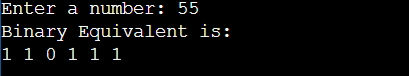 Enter a number: 55
Binary Equivalent is:
1 1 0 1 1 1